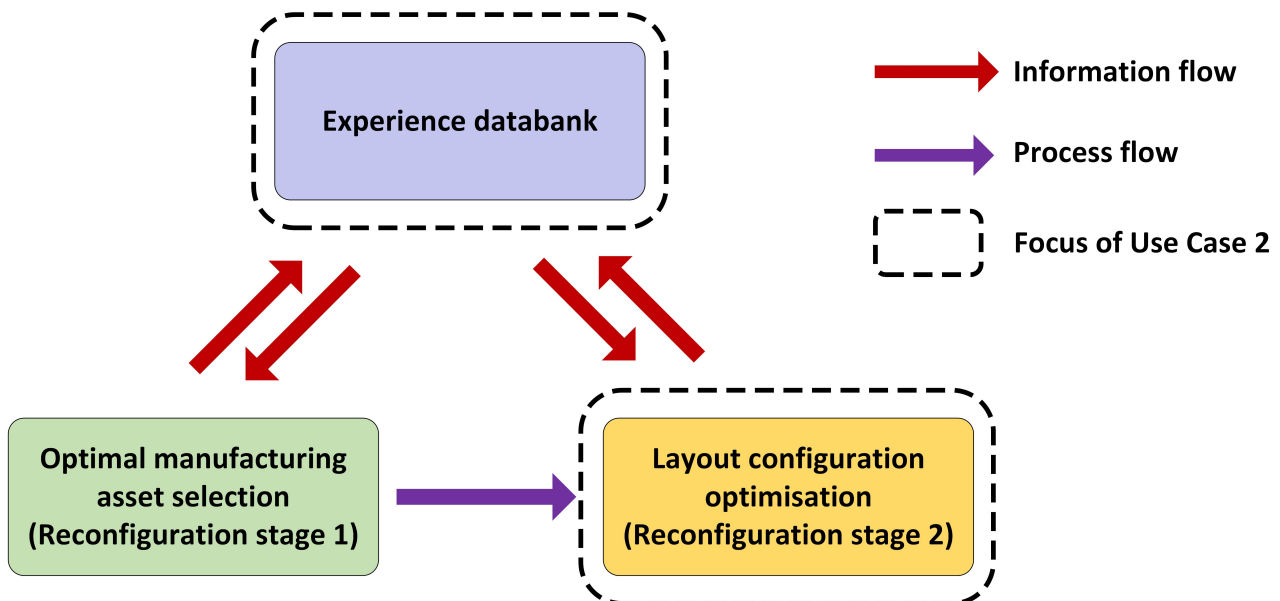 Experience databank
Information flow
Process flow
Focus of Use Case 2
Optimal manufacturing
asset selection
(Reconfiguration stage 1)
Layout configuration
optimisation
(Reconfiguration stage 2)